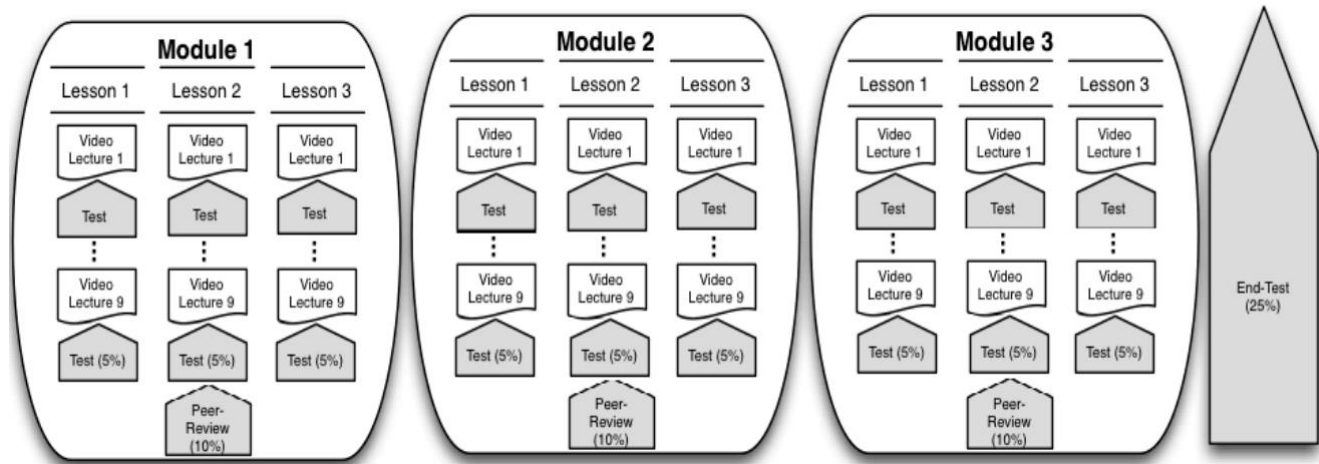 Module 1
Lesson 1 Lesson 2 Lesson 3
Video Lecture 1 Video Lecture 1 Video Lecture 1
Test Test Test
Video Lecture 9 Video Lecture 9 Video Lecture 9
Test (5%) Test (5%) Test (5%)
Peer-
Review
(10%)
Module 2
Lesson 1 Lesson 2 Lesson 3
Video Lecture 1 Video Lecture 1 Video Lecture 1
Test Test Test
Video Lecture 9 Video Lecture 9 Video Lecture 9
Test (5%) Test (5%) Test (5%)
Peer-
Review
(10%)
Module 3
Lesson 1 Lesson 2 Lesson 3
Video Lecture 1 Video Lecture 1 Video Lecture 1
Test Test Test
Video Lecture 9 Video Lecture 9 Video Lecture 9
Test (5%) Test (5%) Test (5%)
Peer-
Review
(10%)
End-Test
(25%)